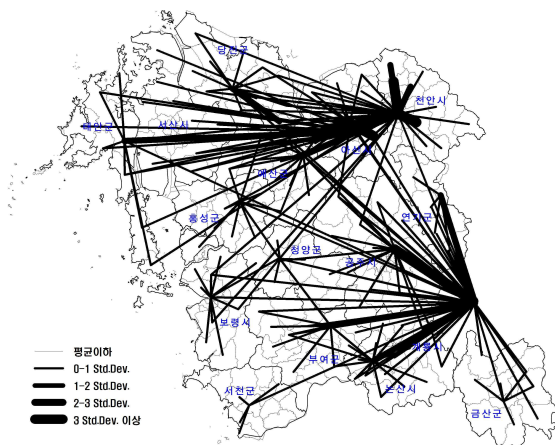 당진군
천안시
태안군
서산시
아산시
예산군
홍성군
연기군
청양군
공주시
보령시
계룡시
부여군
서천군
논산시
금산군
평균이하
0-1 Std.Dev.
1-2 Std.Dev.
2-3 Std.Dev.
3 Std.Dev. 이상